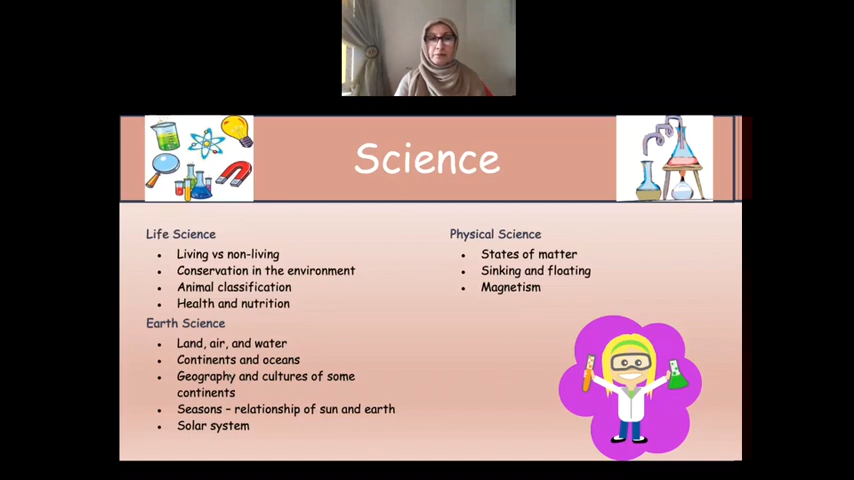 Science
Life Science
• Living vs non-living
• Conservation in the environment
• Animal classification
• Health and nutrition
Earth Science
• Land, air, and water
• Continents and oceans
• Geography and cultures of some
continents
• Seasons – relationship of sun and earth
• Solar system
Physical Science
• States of matter
• Sinking and floating
• Magnetism